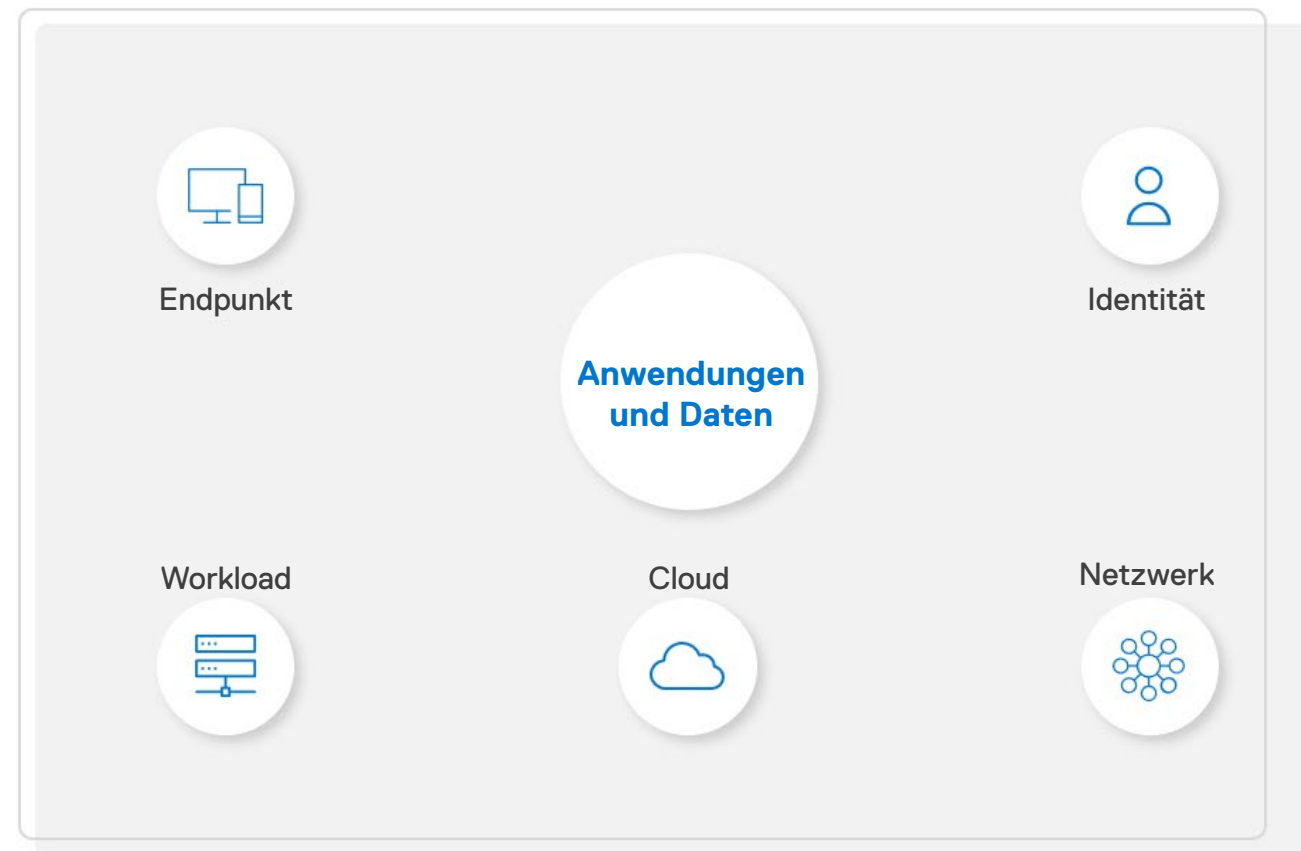 Endpunkt
Identität
Anwendungen
und Daten
Workload
Cloud
Netzwerk